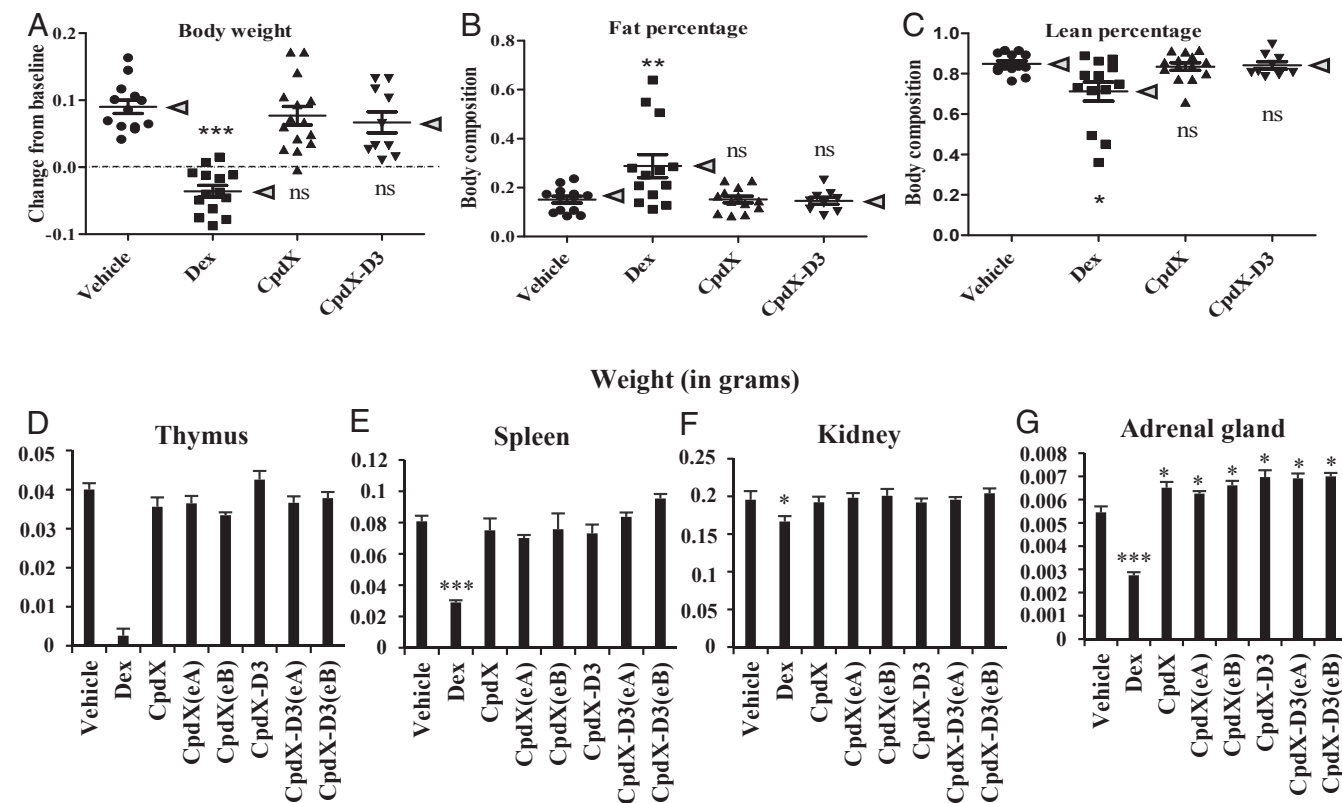 A
Body weight
Change from baseline
0.2
0.1
0.0
-0.1
***
ns
ns
Vehicle
Dex
CpdX
CpdX-D3
B
Fat percentage
Body composition
0.8
0.6
0.4
0.2
0.0
**
ns
ns
Vehicle
Dex
CpdX
CpdX-D3
C
Lean percentage
Body composition
1.0
0.8
0.6
0.4
0.2
0.0
*
ns
ns
Vehicle
Dex
CpdX
CpdX-D3
Weight (in grams)
D
Thymus
0.05
0.04
0.03
0.02
0.01
0
Vehicle
Dex
CpdX
CpdX(eA)
CpdX(eB)
CpdX-D3
CpdX-D3(eA)
CpdX-D3(eB)
E
Spleen
0.12
0.1
0.08
0.06
0.04
0.02
0
***
Vehicle
Dex
CpdX
CpdX(eA)
CpdX(eB)
CpdX-D3
CpdX-D3(eA)
CpdX-D3(eB)
F
Kidney
0.25
0.2
0.15
0.1
0.05
0
*
Vehicle
Dex
CpdX
CpdX(eA)
CpdX(eB)
CpdX-D3
CpdX-D3(eA)
CpdX-D3(eB)
G
Adrenal gland
0.008
0.007
0.006
0.005
0.004
0.003
0.002
0.001
0
***
* * * * * *
Vehicle
Dex
CpdX
CpdX(eA)
CpdX(eB)
CpdX-D3
CpdX-D3(eA)
CpdX-D3(eB)